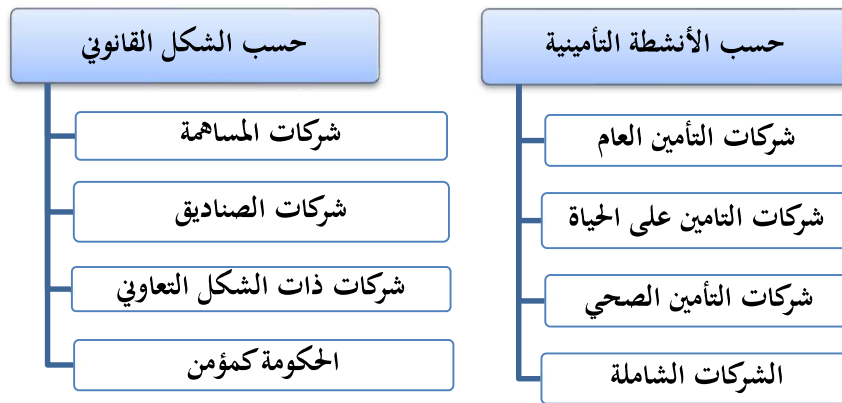 حسب الأنشطة التأمينية
شركات التأمين العام
شركات التامين على الحياة
شركات التأمين الصحي
الشركات الشاملة
حسب الشكل القانوني
شركات المساهمة
شركات الصناديق
شركات ذات الشكل التعاوني
الحكومة كمؤمن